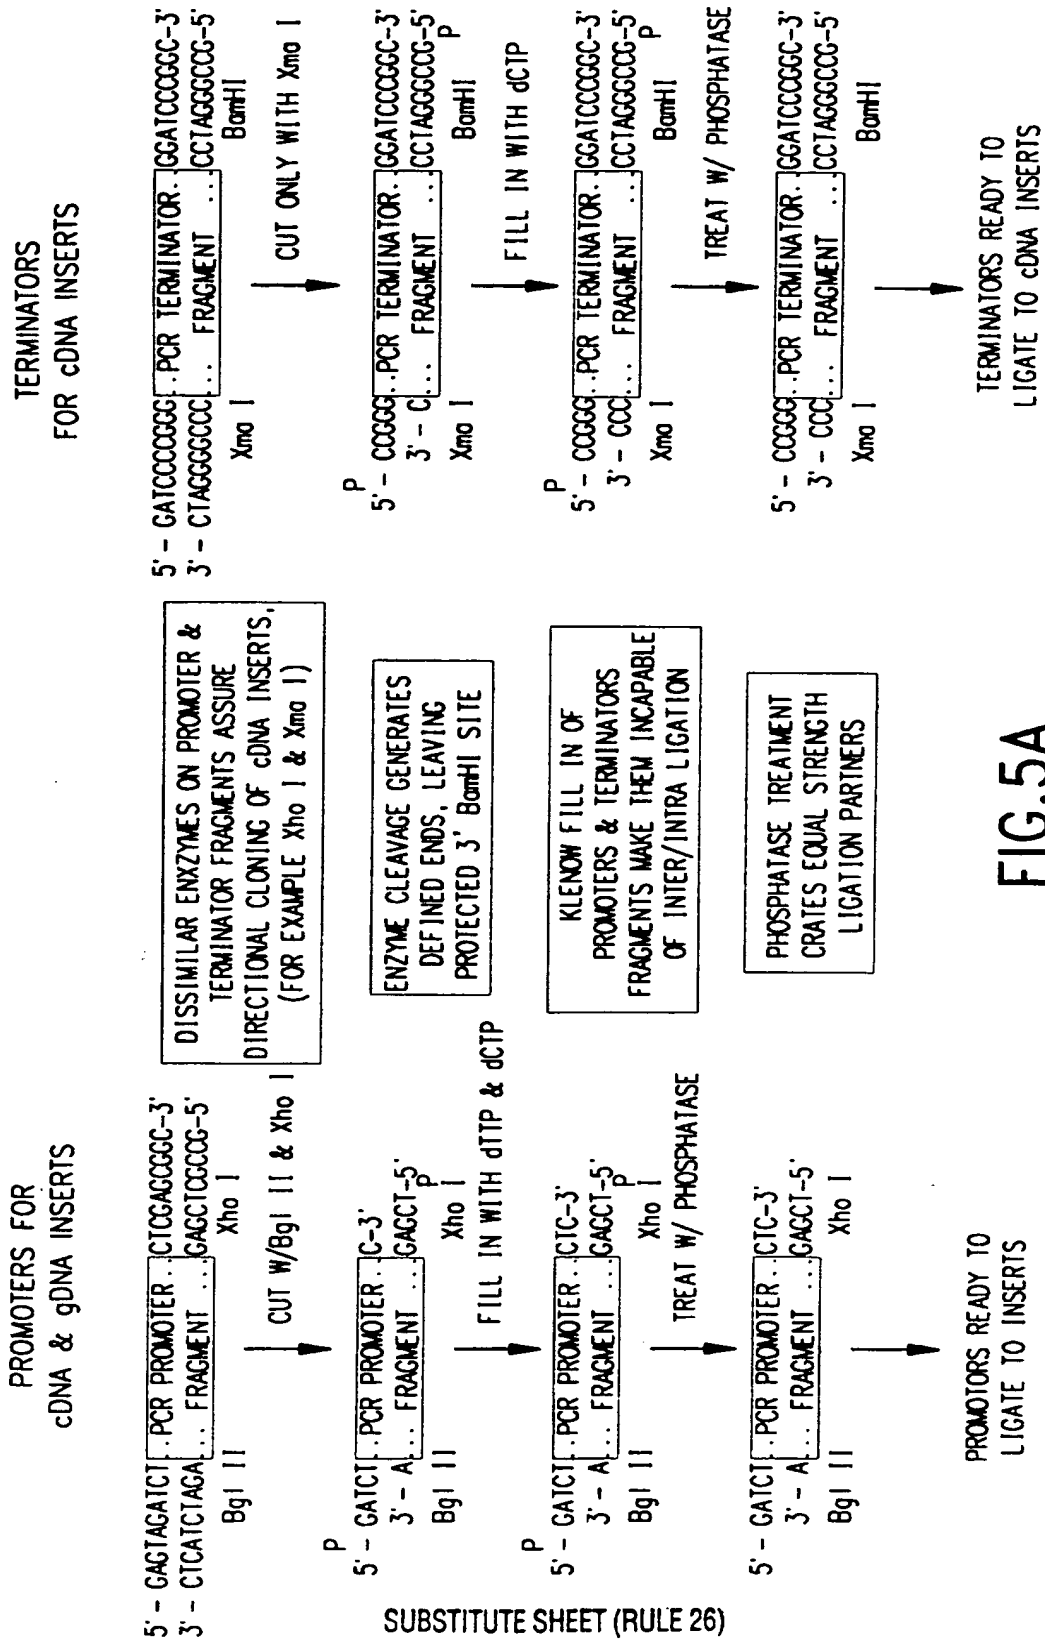 PROMOTERS FOR
cDNA & gDNA INSERTS
5'- GAGTAGATCT..PCR PROMOTER..CTCGAGCGGC-3'
3'- CTCATCTAGA... FRAGMENT ...GAGCTCGCCG-5'
Bgl II
Xho I
CUT W/Bgl II & Xho I
P
5'- GATCT..PCR PROMOTER..C-3'
3'- A... FRAGMENT ...GAGCT-5'
P
Bgl II
Xho I
FILL IN WITH dTTP & dCTP
P
5'- GATCT..PCR PROMOTER..CTC-3'
3'- A... FRAGMENT ...GAGCT-5'
P
Bgl II
Xho I
TREAT W/ PHOSPHATASE
5'- GATCT..PCR PROMOTER..CTC-3'
3'- A... FRAGMENT ...GAGCT-5'
Bgl II
Xho I
PROMOTORS READY TO
LIGATE TO INSERTS
DISSIMILAR ENXZYMES ON PROMOTER &
TERMINATOR FRAGMENTS ASSURE
DIRECTIONAL CLONING OF cDNA INSERTS,
(FOR EXAMPLE Xho I & Xma I)
ENZYME CLEAVAGE GENERATES
DEFINED ENDS, LEAVING
PROTECTED 3' BamHI SITE
KLENOW FILL IN OF
PROMOTERS & TERMINATORS
FRAGMENTS MAKE THEM INCAPABLE
OF INTER/INTRA LIGATION
PHOSPHATASE TREATMENT
CRATES EQUAL STRENGTH
LIGATION PARTNERS
TERMINATORS
FOR cDNA INSERTS
5'- GATCCCCGGG..PCR TERMINATOR..GGATCCCGGC-3'
3'- CTAGGGGCCC... FRAGMENT ...CCTAGGGCCG-5'
Xma I
BamHI
CUT ONLY WITH Xma I
P
5'- CCGGG..PCR TERMINATOR..GGATCCCGGC-3'
3'- C... FRAGMENT ...CCTAGGGCCG-5'
P
Xma I
BamHI
FILL IN WITH dCTP
P
5'- CCGGG..PCR TERMINATOR..GGATCCCGGC-3'
3'- CCC... FRAGMENT ...CCTAGGGCCG-5'
P
Xma I
BamHI
TREAT W/ PHOSPHATASE
5'- CCGGG..PCR TERMINATOR..GGATCCCGGC-3'
3'- CCC... FRAGMENT ...CCTAGGGCCG-5'
Xma I
BamHI
TERMINATORS READY TO
LIGATE TO cDNA INSERTS
FIG.5A
SUBSTITUTE SHEET (RULE 26)